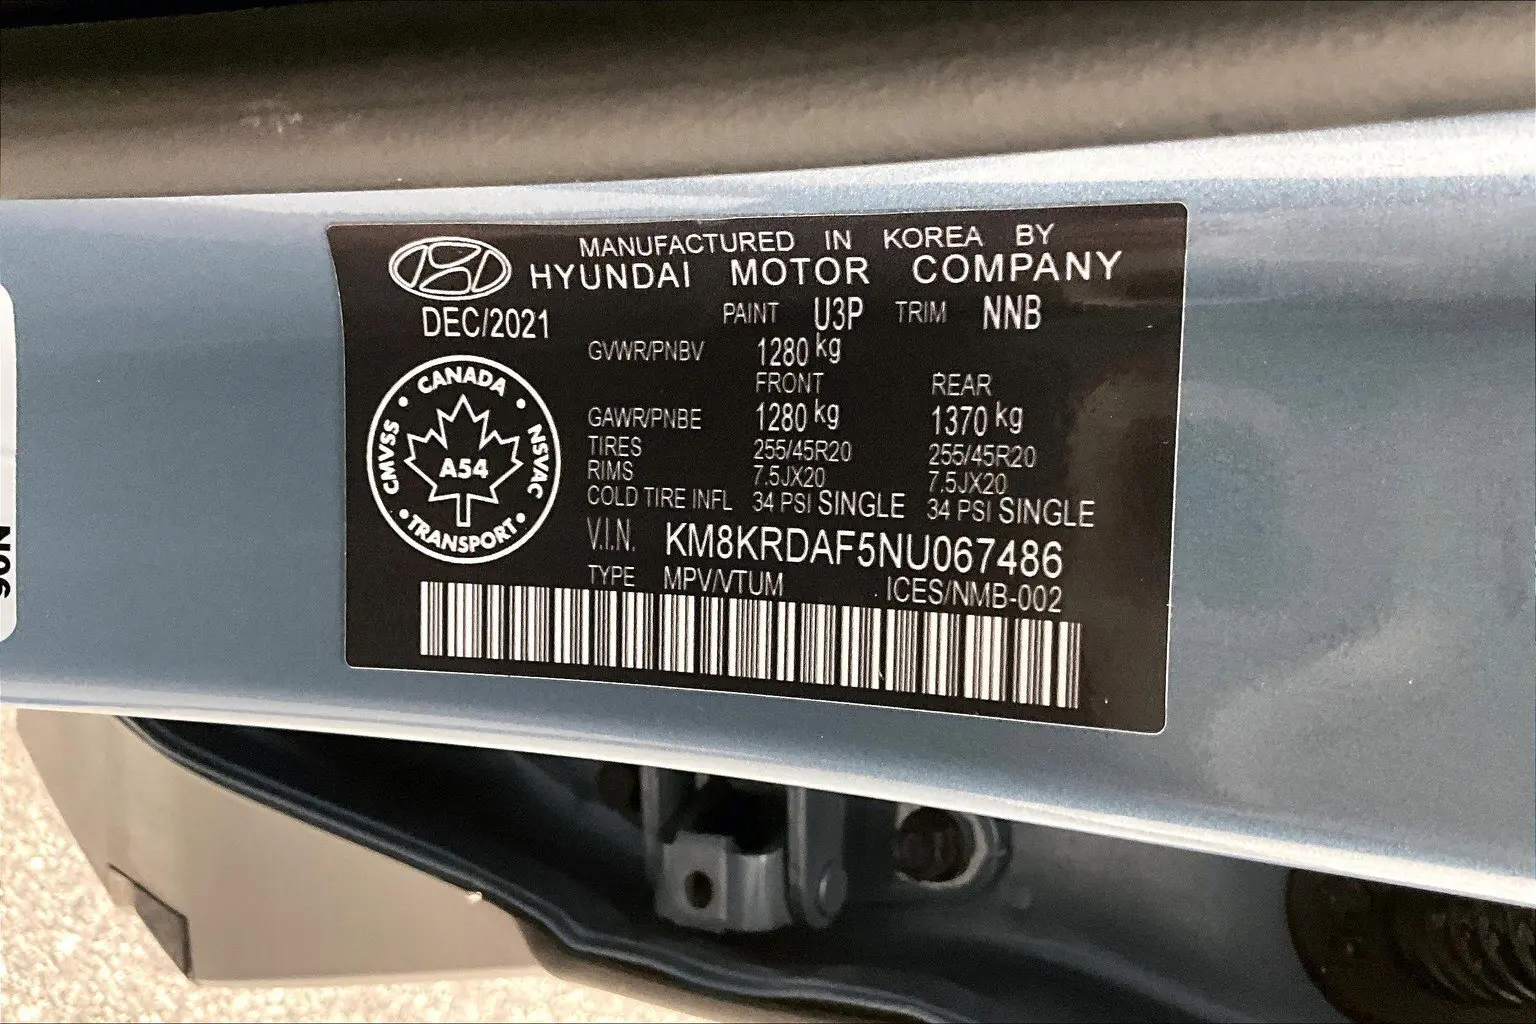 MANUFACTURED IN KOREA BY
HYUNDAI MOTOR COMPANY
DEC/2021
PAINT U3P TRIM NNB
GVWR/PNBV 1280 kg
FRONT REAR
GAWR/PNBE 1280 kg 1370 kg
TIRES 255/45R20 255/45R20
RIMS 7.5JX20 7.5JX20
COLD TIRE INFL 34 PSI SINGLE 34 PSI SINGLE
V.I.N. KM8KRDAF5NU067486
TYPE MPV/VTUM ICES/NMB-002
CANADA
CMVSS
NSVAC
A54
TRANSPORT